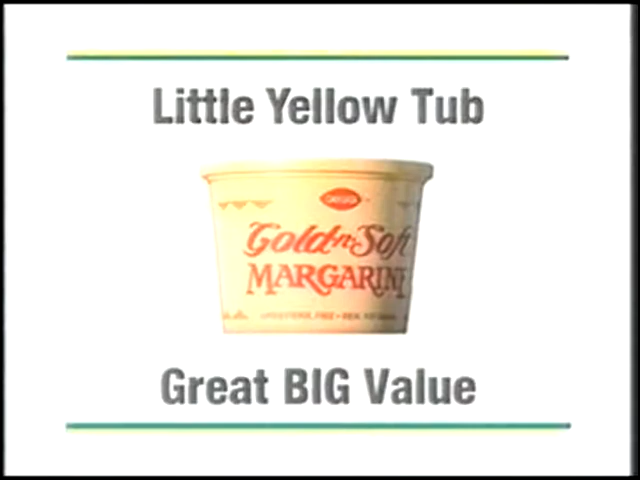 Little Yellow Tub
Gold-n-Soft
MARGARINE
Great BIG Value